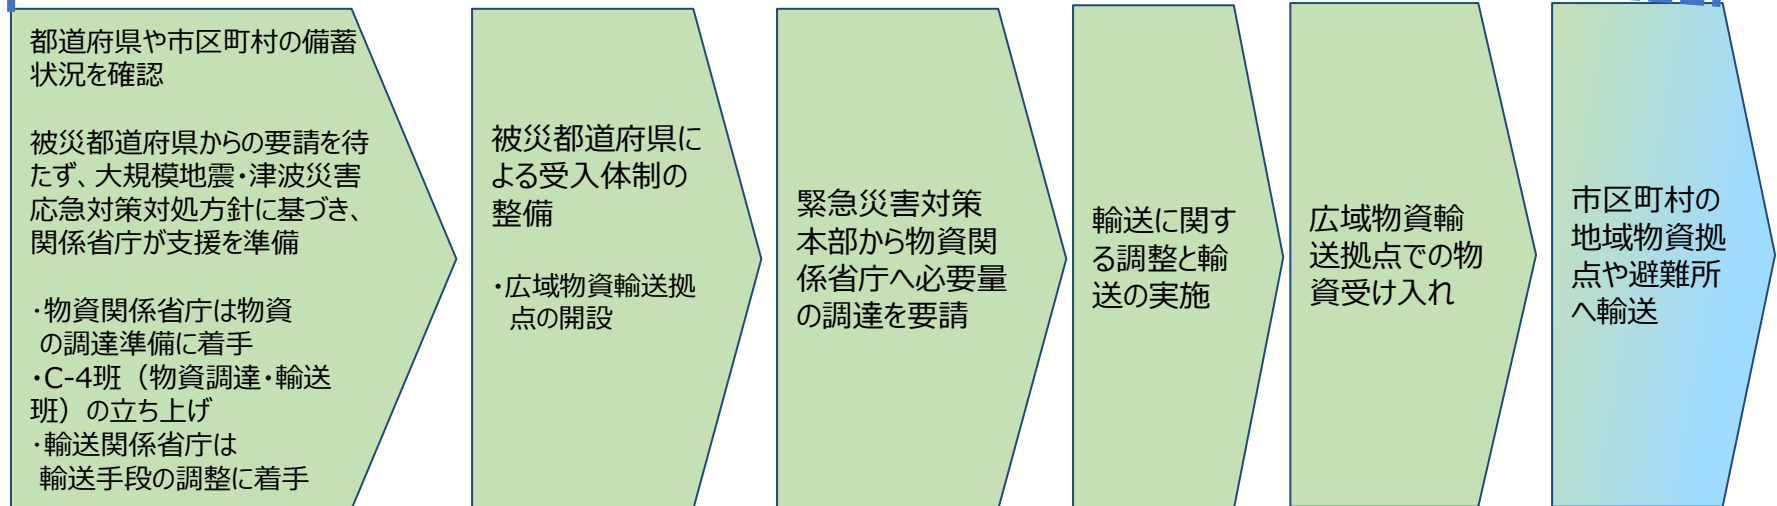 都道府県や市区町村の備蓄
状況を確認
被災都道府県からの要請を待
たず、大規模地震・津波災害
応急対策対処方針に基づき、
関係省庁が支援を準備
・物資関係省庁は物資
の調達準備に着手
・C-4班（物資調達・輸送
班）の立ち上げ
・輸送関係省庁は
輸送手段の調整に着手
被災都道府県に
よる受入体制の
整備
・広域物資輸送拠
点の開設
緊急災害対策
本部から物資関
係省庁へ必要量
の調達を要請
輸送に関す
る調整と輸
送の実施
広域物資輸
送拠点での物
資受け入れ
市区町村の
地域物資拠
点や避難所
へ輸送